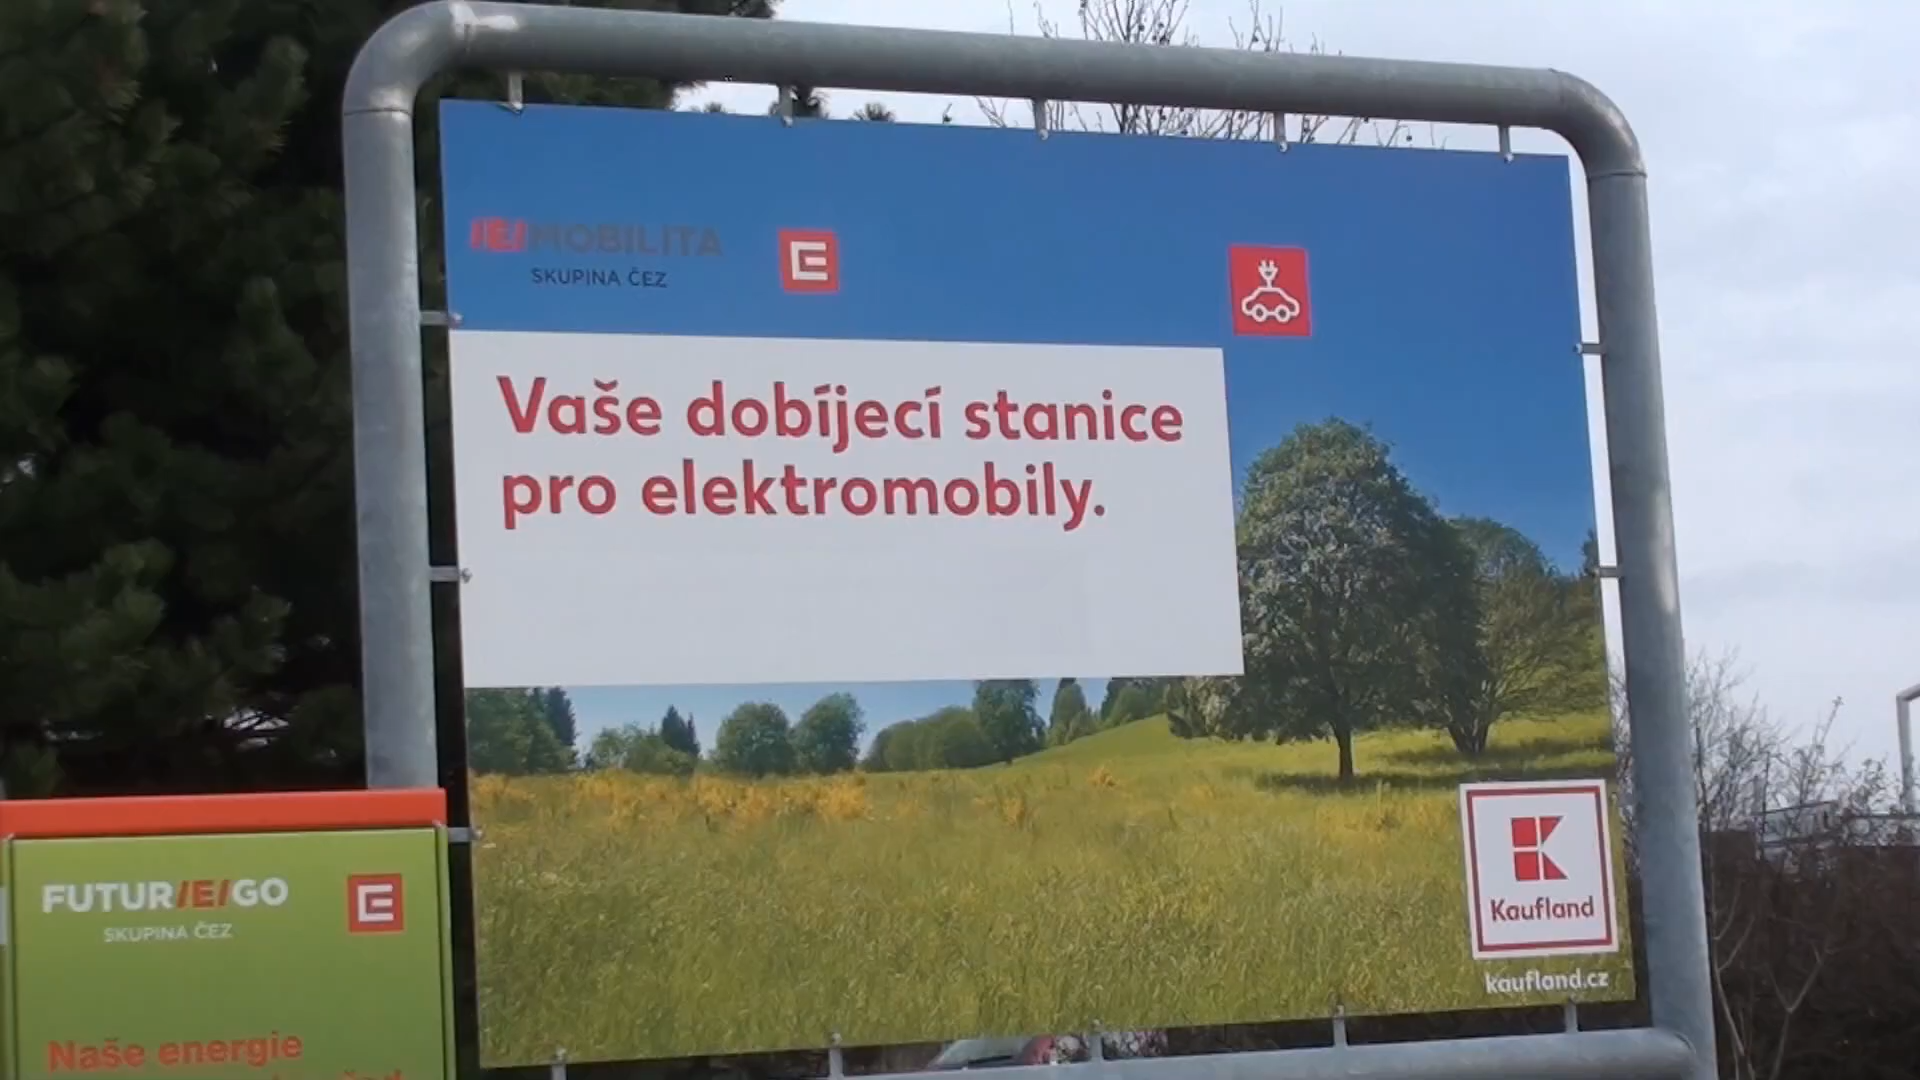 /E/MOBILITA
SKUPINA ČEZ
Vaše dobíjecí stanice
pro elektromobily.
Kaufland
kaufland.cz
FUTUR/E/GO
SKUPINA ČEZ
Naše energie